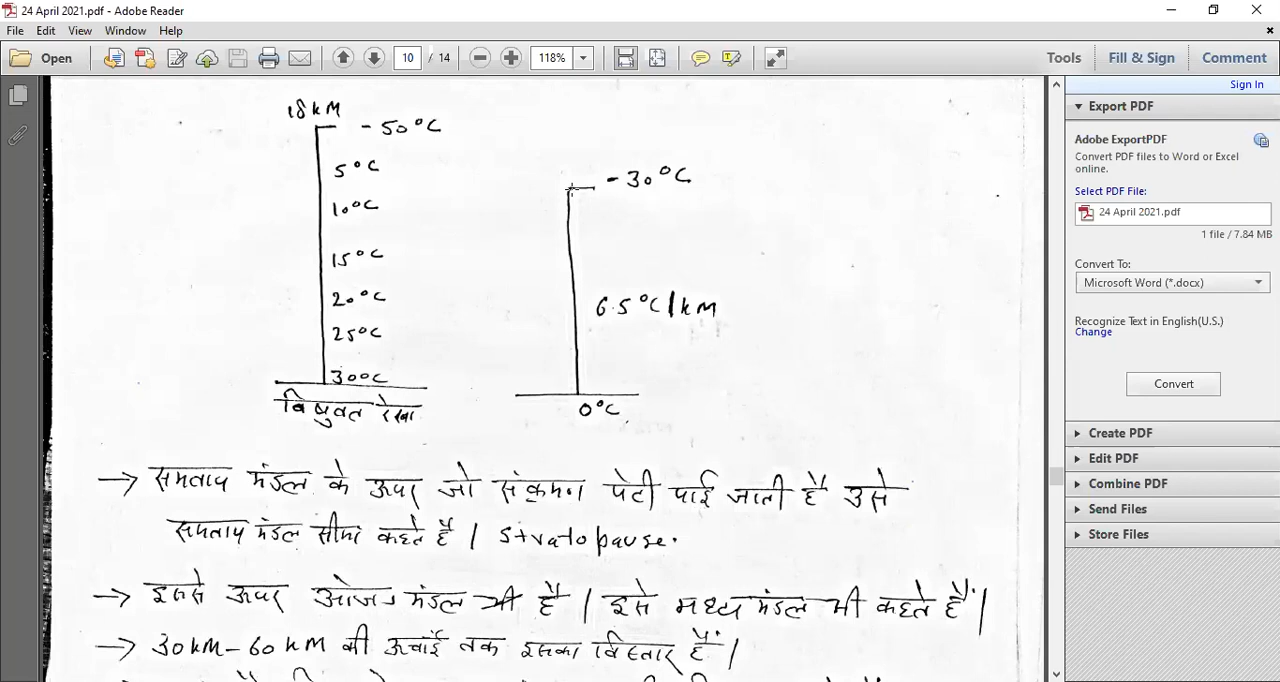 24 April 2021.pdf - Adobe Reader
File Edit View Window Help
Open 10 / 14 118% Tools Fill & Sign Comment
Sign In
Export PDF
Adobe ExportPDF
Convert PDF files to Word or Excel
online.
Select PDF File:
24 April 2021.pdf
1 file / 7.84 MB
Convert To:
Microsoft Word (*.docx)
Recognize Text in English(U.S.)
Change
Convert
Create PDF
Edit PDF
Combine PDF
Send Files
Store Files
18 KM
- 50°C
5°C
10°C
15°C
20°C
25°C
30°C
विषुवत रेखा
- 30°C
6.5°C/KM
0°C
→ समताप मंडल के ऊपर जो संक्रमण पेटी पाई जाती है उसे
समताप मंडल सीमा कहते है / Stratopause.
→ इससे ऊपर ओजोन मंडल भी है / इसे मध्य मंडल भी कहते है /
→ 30KM - 60KM की ऊचाई तक इसका विस्तार है /